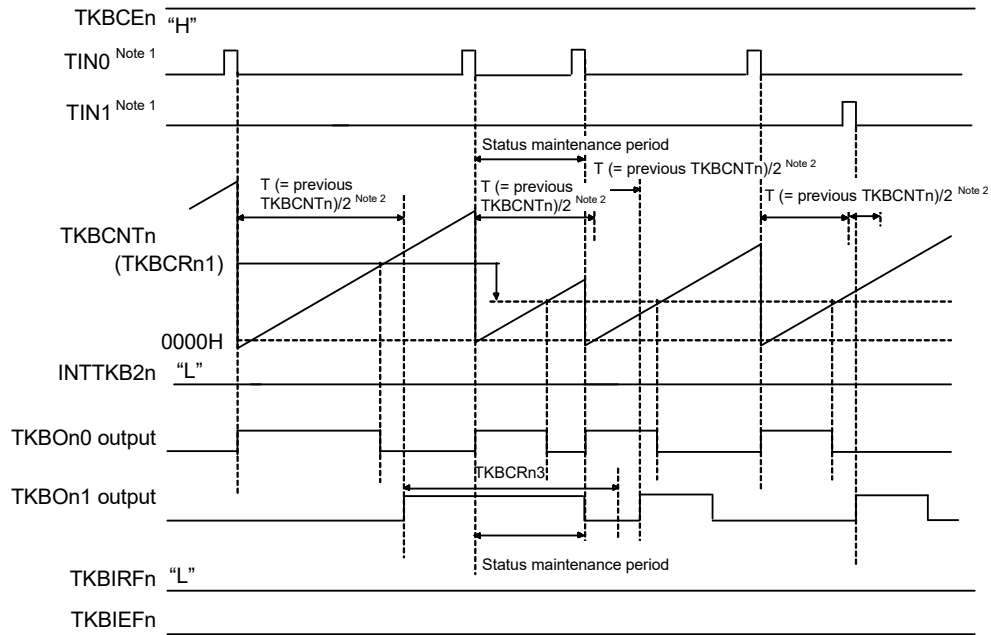 TKBCEn "H"
TIN0 Note 1
TIN1 Note 1
Status maintenance period
T (= previous TKBCNTn)/2 Note 2
T (= previous
TKBCNTn)/2 Note 2
T (= previous
TKBCNTn)/2 Note 2
T (= previous TKBCNTn)/2 Note 2
TKBCNTn
(TKBCRn1)
0000H
INTTKB2n "L"
TKBOn0 output
TKBCRn3
TKBOn1 output
Status maintenance period
TKBIRFn "L"
TKBIEFn